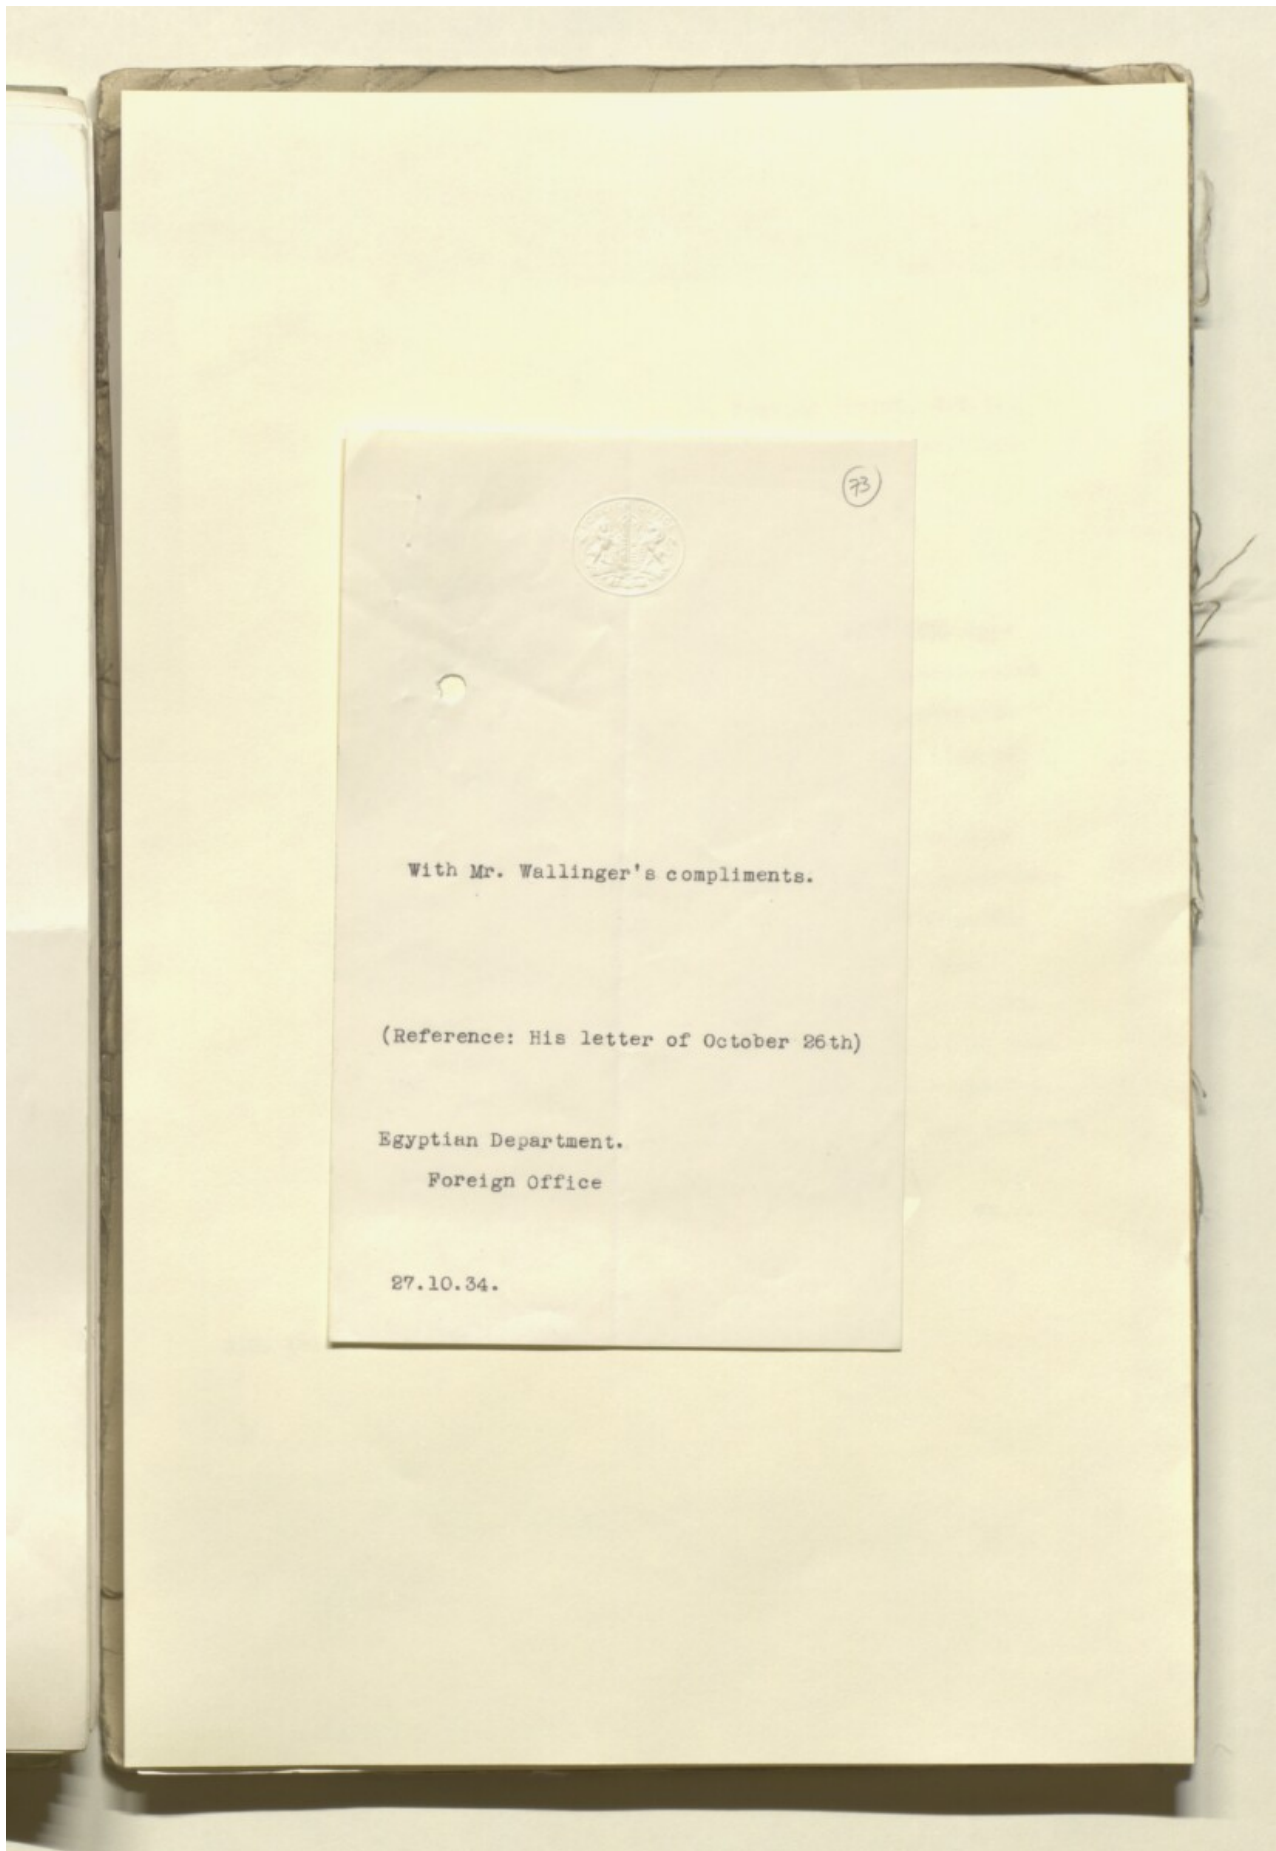 73
With Mr. Wallinger's compliments.
(Reference: His letter of October 26th)
Egyptian Department.
Foreign Office
27.10.34.